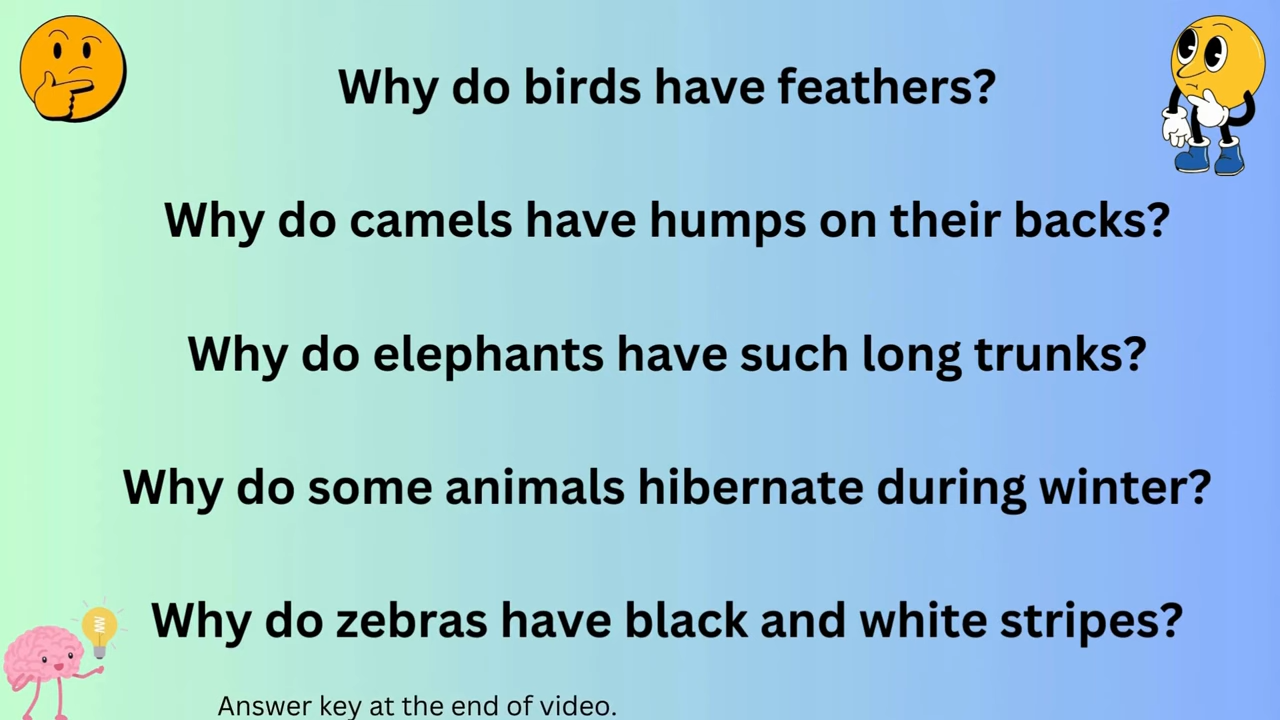 Why do birds have feathers?
Why do camels have humps on their backs?
Why do elephants have such long trunks?
Why do some animals hibernate during winter?
Why do zebras have black and white stripes?
Answer key at the end of video.